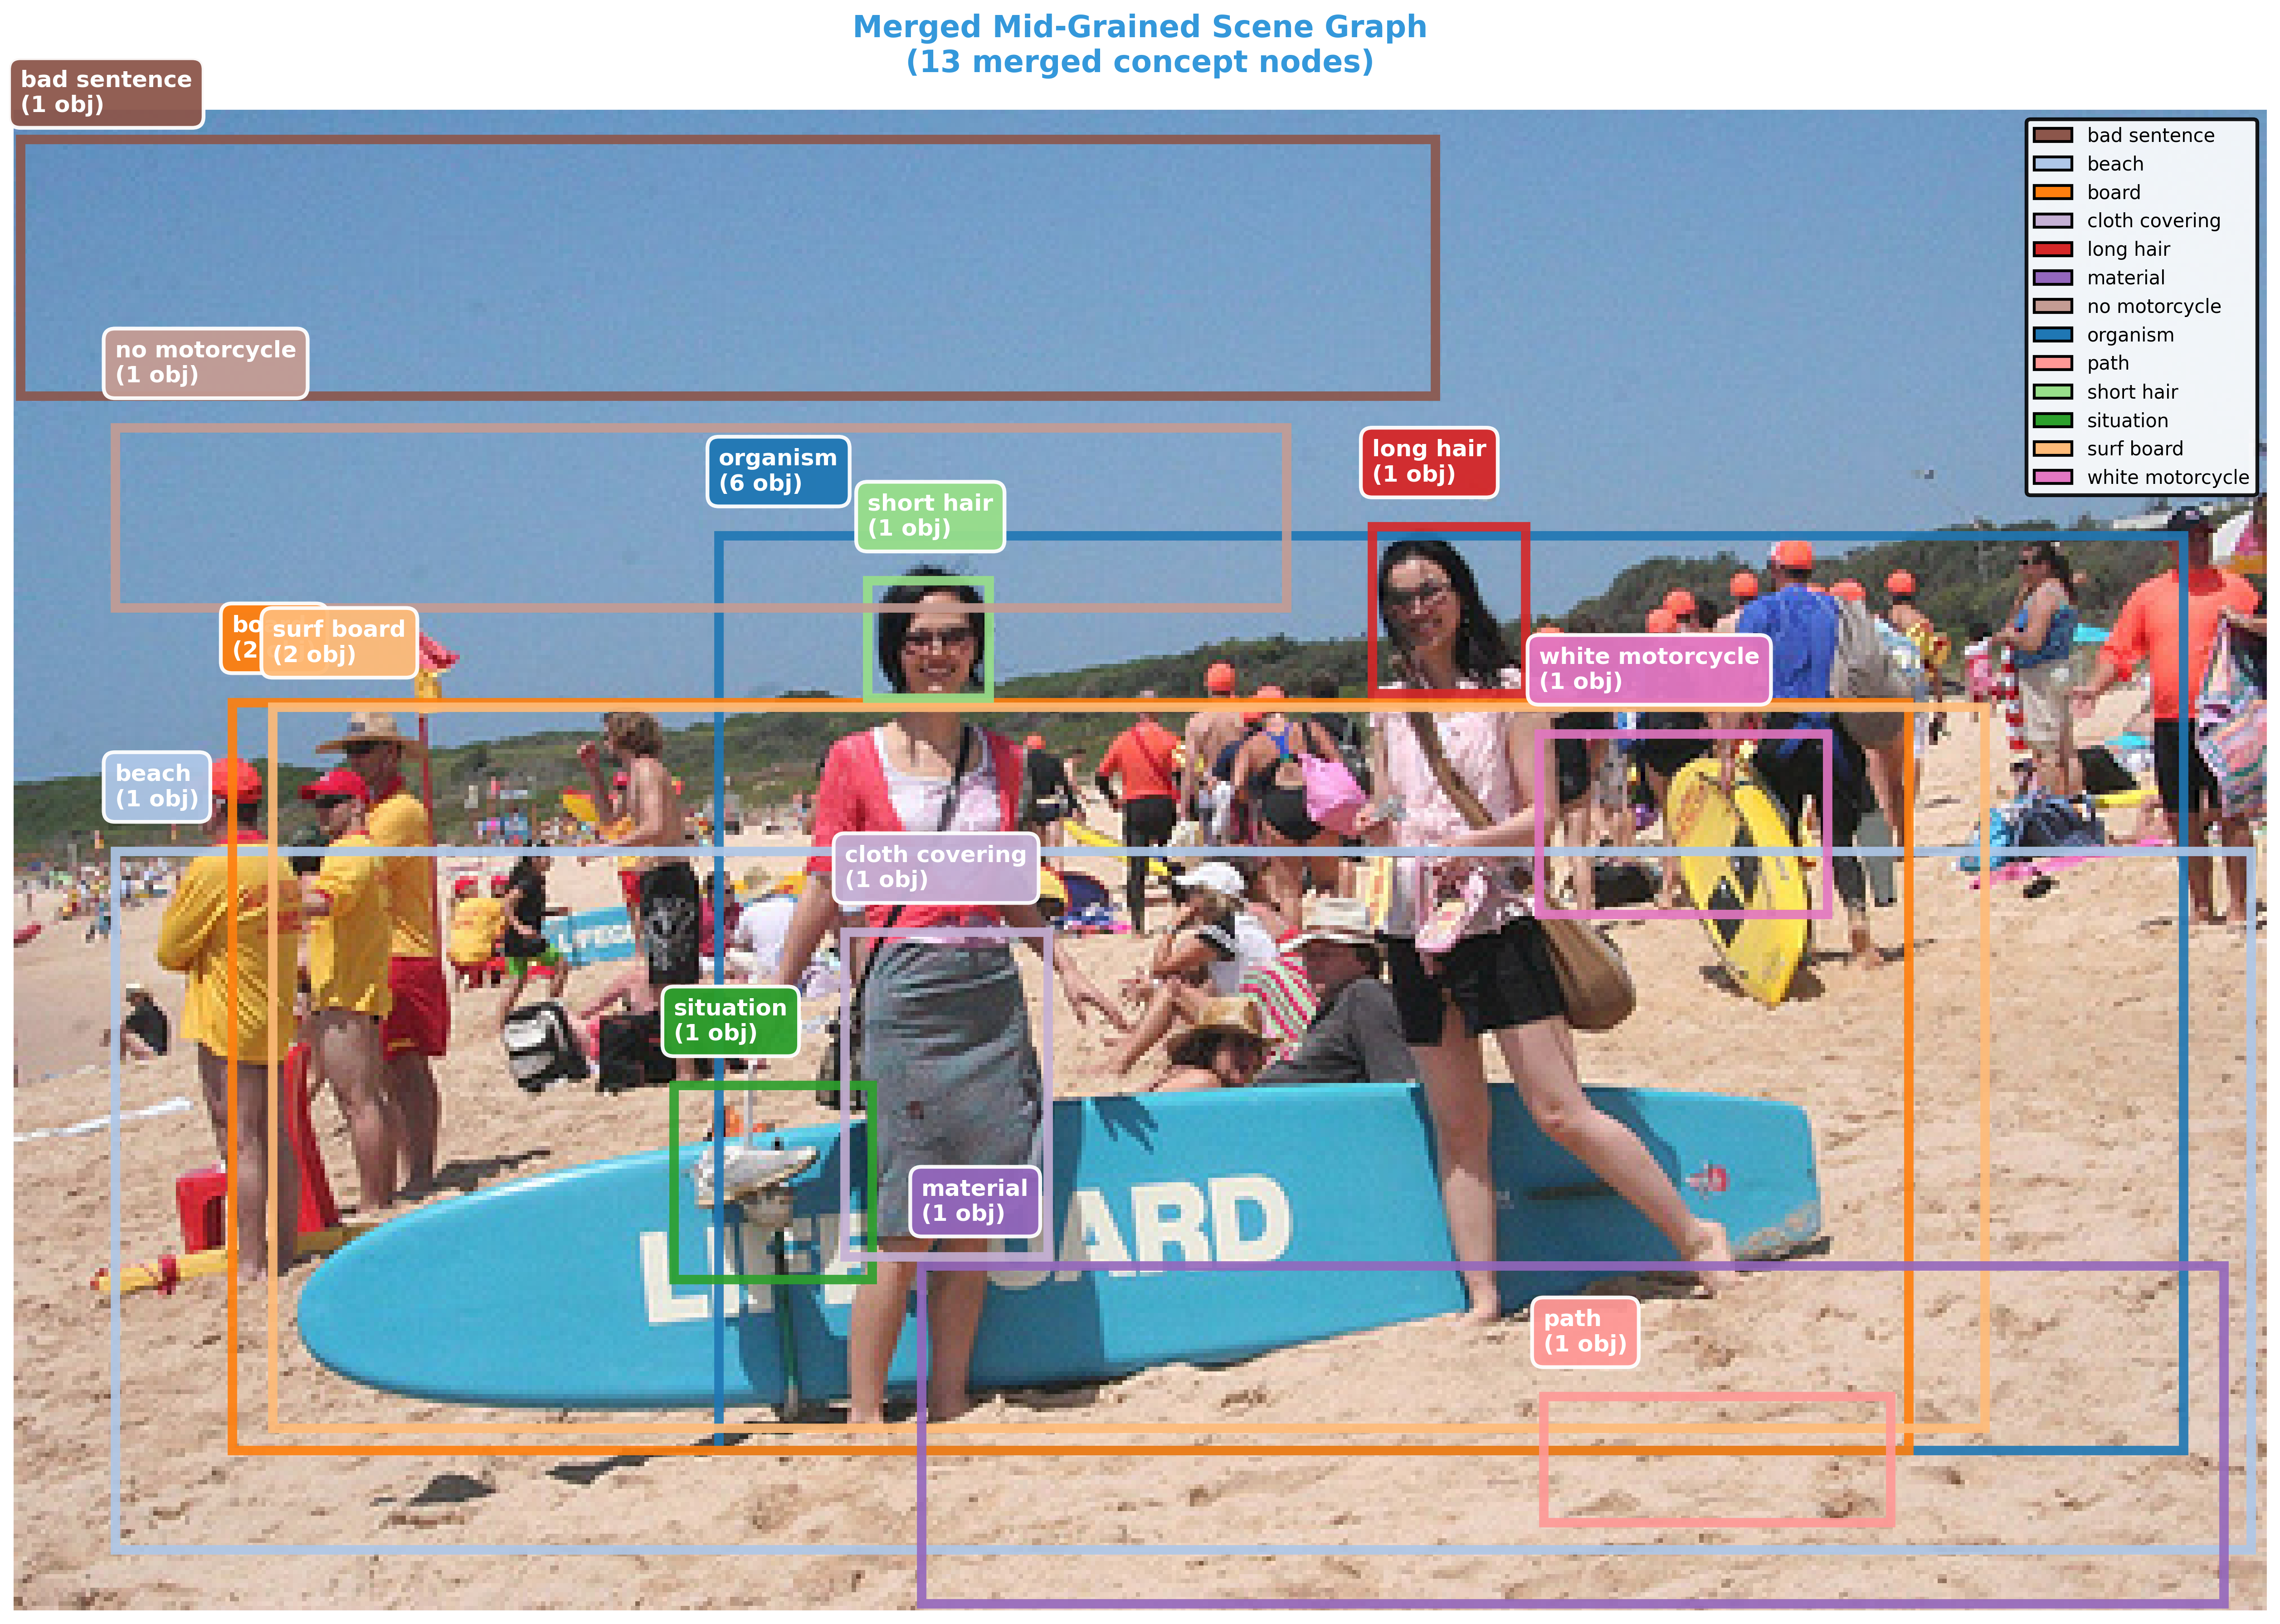 Merged Mid-Grained Scene Graph
(13 merged concept nodes)
bad sentence
(1 obj)
bad sentence
beach
board
cloth covering
long hair
material
no motorcycle
organism
path
short hair
situation
surf board
white motorcycle
no motorcycle
(1 obj)
organism
(6 obj)
long hair
(1 obj)
short hair
(1 obj)
surf board
(2 obj)
white motorcycle
(1 obj)
beach
(1 obj)
cloth covering
(1 obj)
situation
(1 obj)
material
(1 obj)
path
(1 obj)